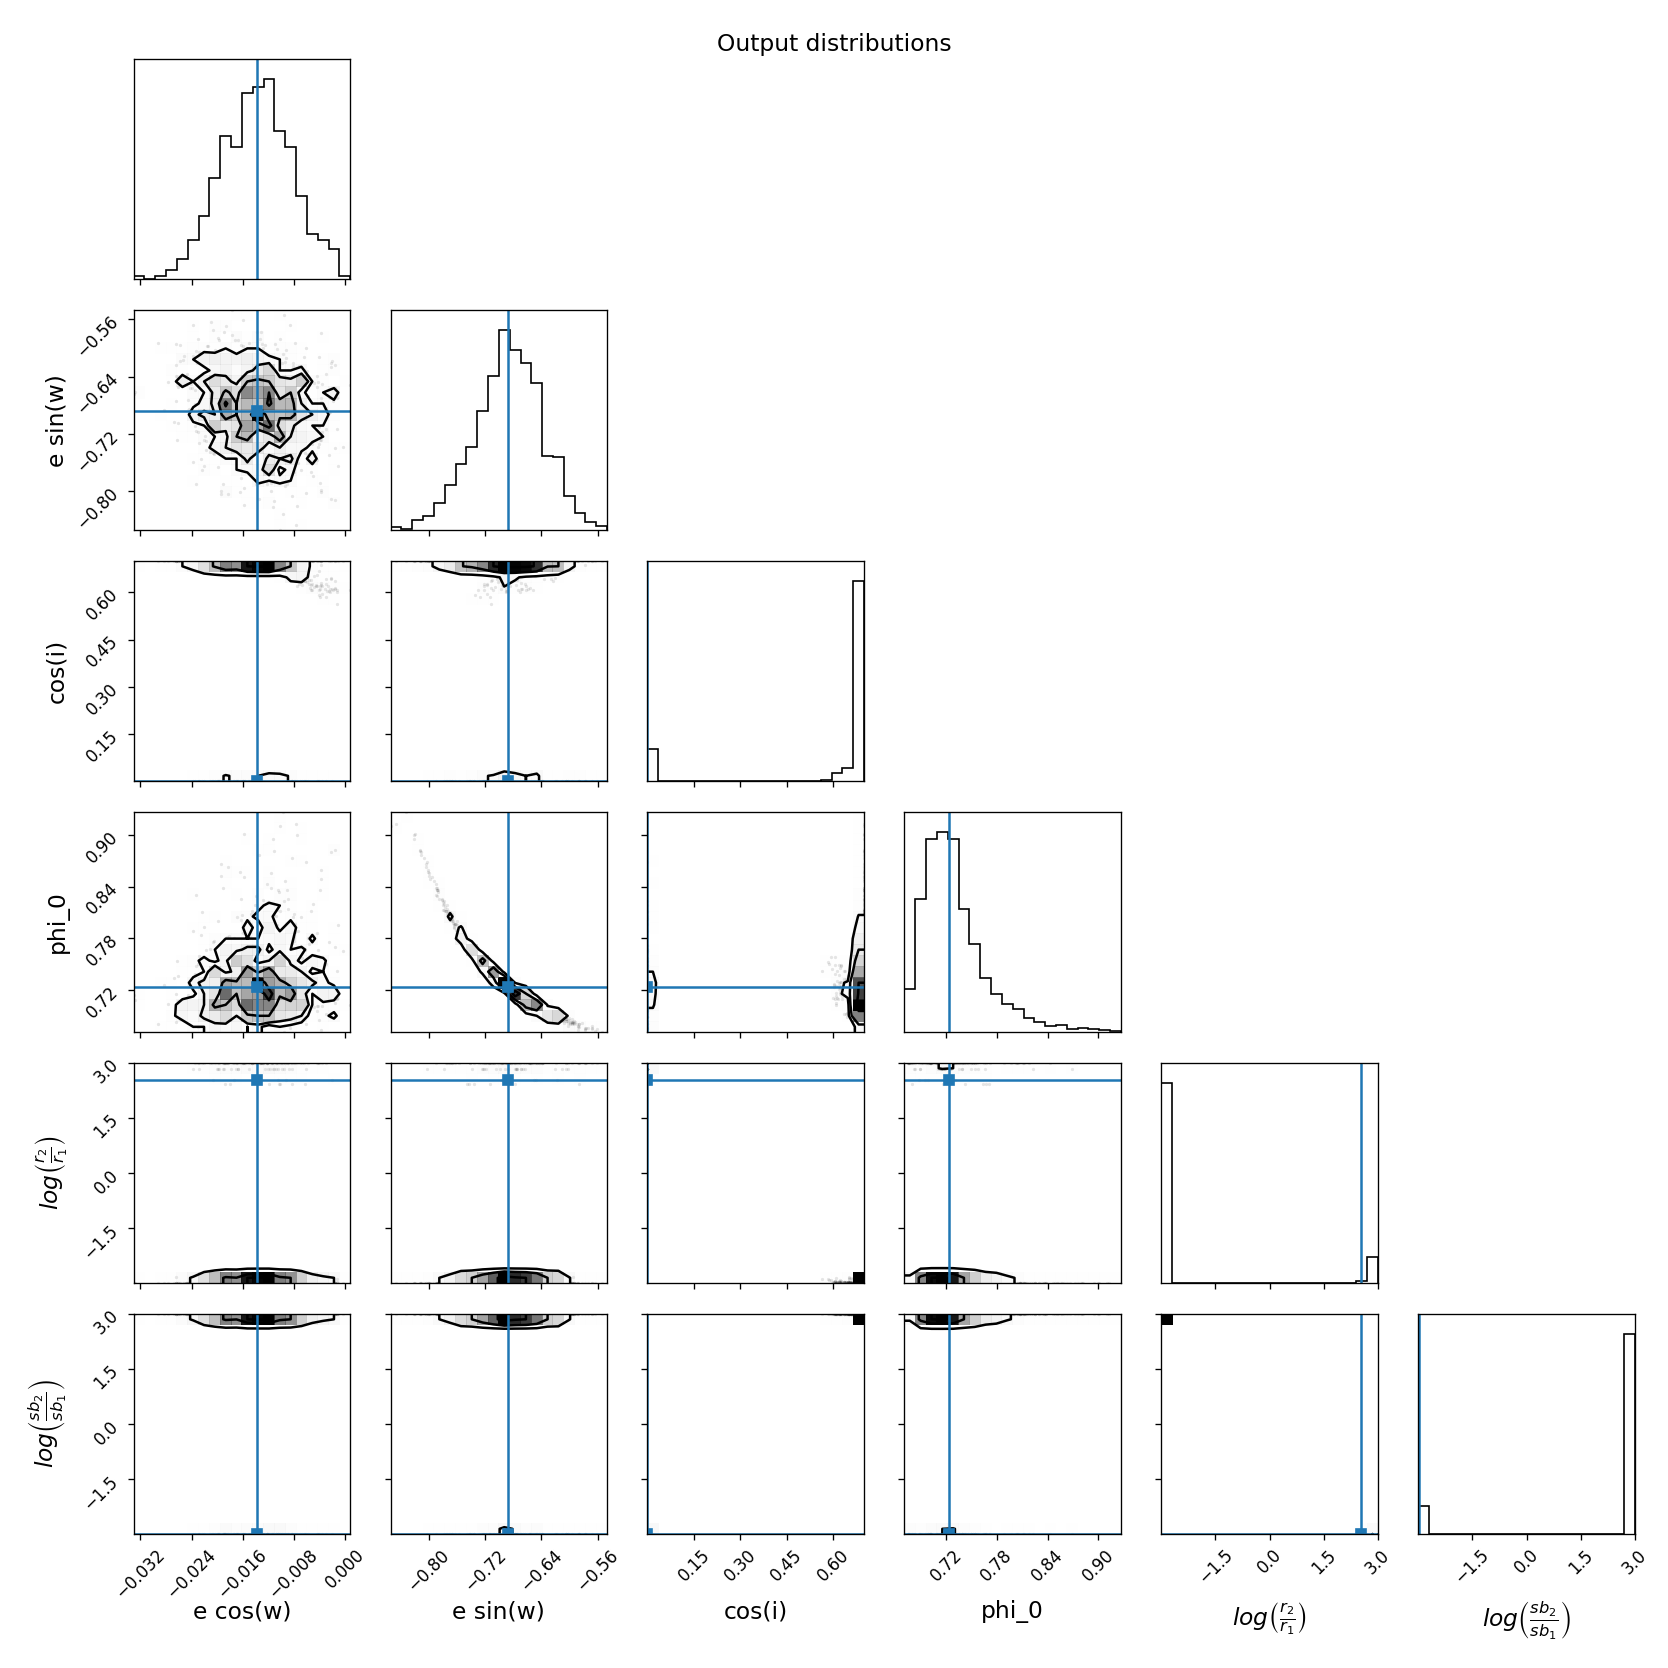 Output distributions
e sin(w)
−0.56
−0.64
−0.72
−0.80
cos(i)
0.60
0.45
0.30
0.15
phi_0
0.90
0.84
0.78
0.72
log(r2/r1)
3.0
1.5
0.0
−1.5
log(sb2/sb1)
3.0
1.5
0.0
−1.5
−0.032 −0.024 −0.016 −0.008 0.000 −0.80 −0.72 −0.64 −0.56 0.15 0.30 0.45 0.60 0.72 0.78 0.84 0.90 −1.5 0.0 1.5 3.0 −1.5 0.0 1.5 3.0
e cos(w) e sin(w) cos(i) phi_0 log(r2/r1) log(sb2/sb1)